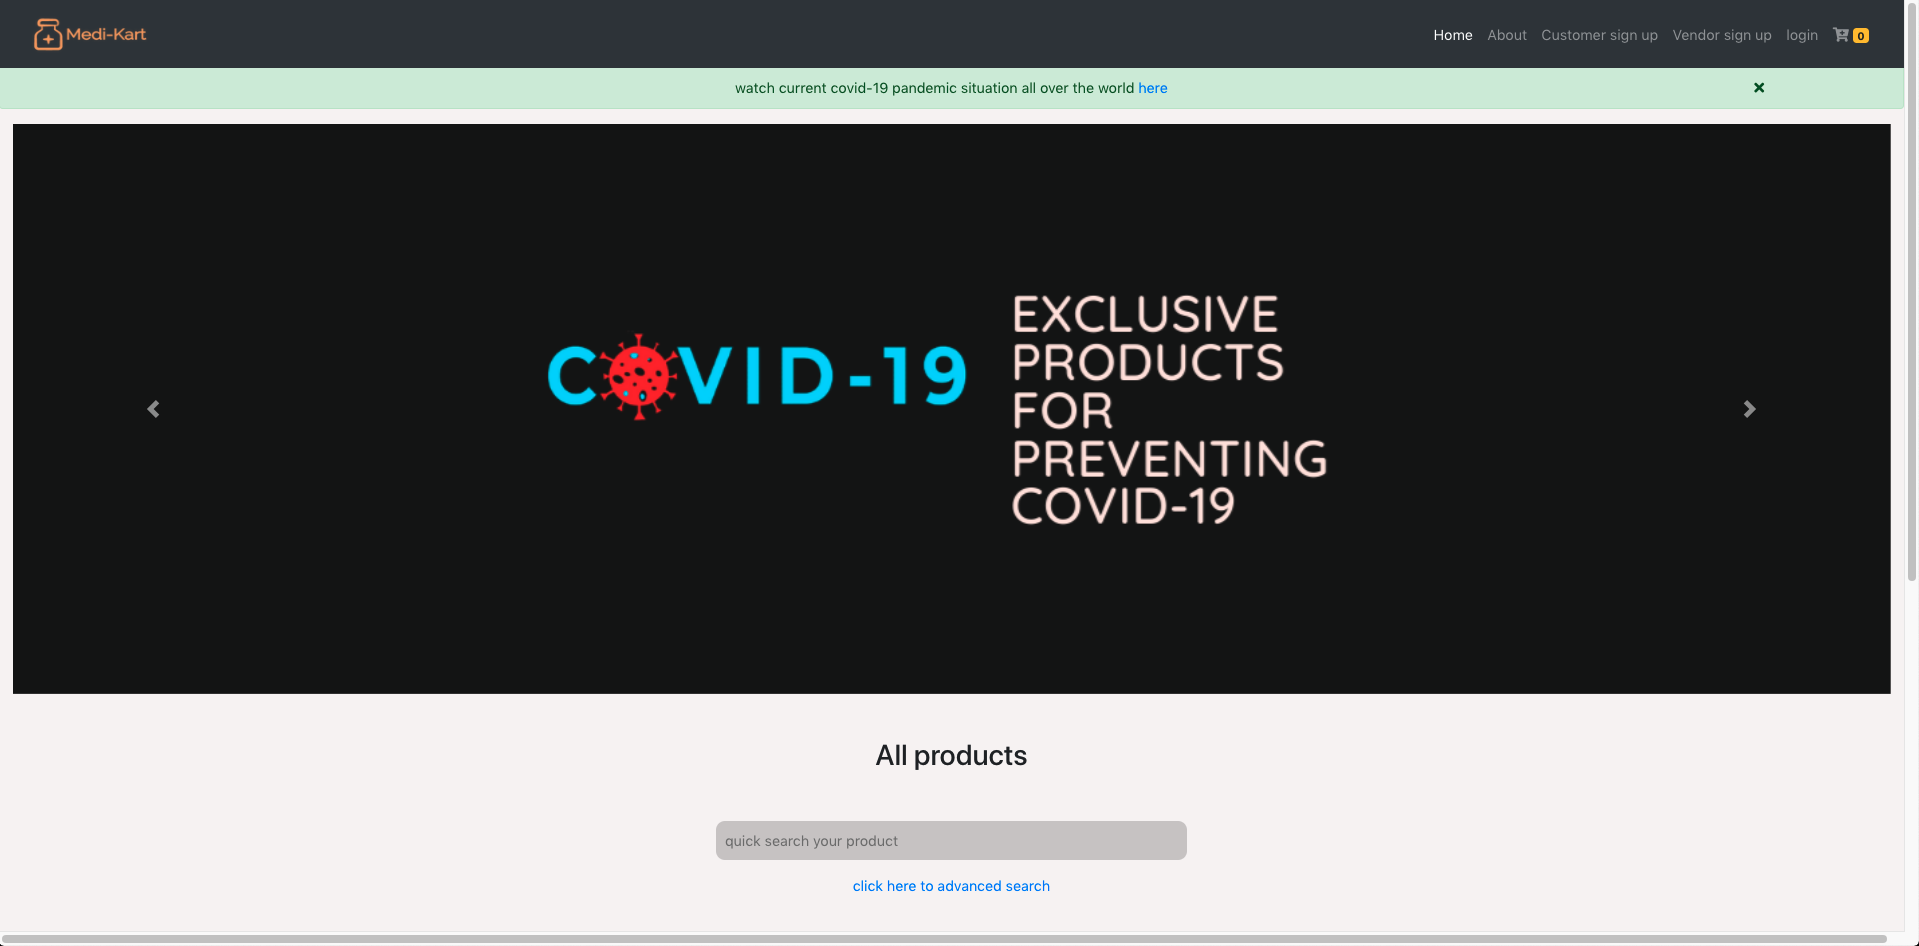 Medi-Kart
Home About Customer sign up Vendor sign up login 0
watch current covid-19 pandemic situation all over the world here
COVID-19
EXCLUSIVE
PRODUCTS
FOR
PREVENTING
COVID-19
All products
quick search your product
click here to advanced search